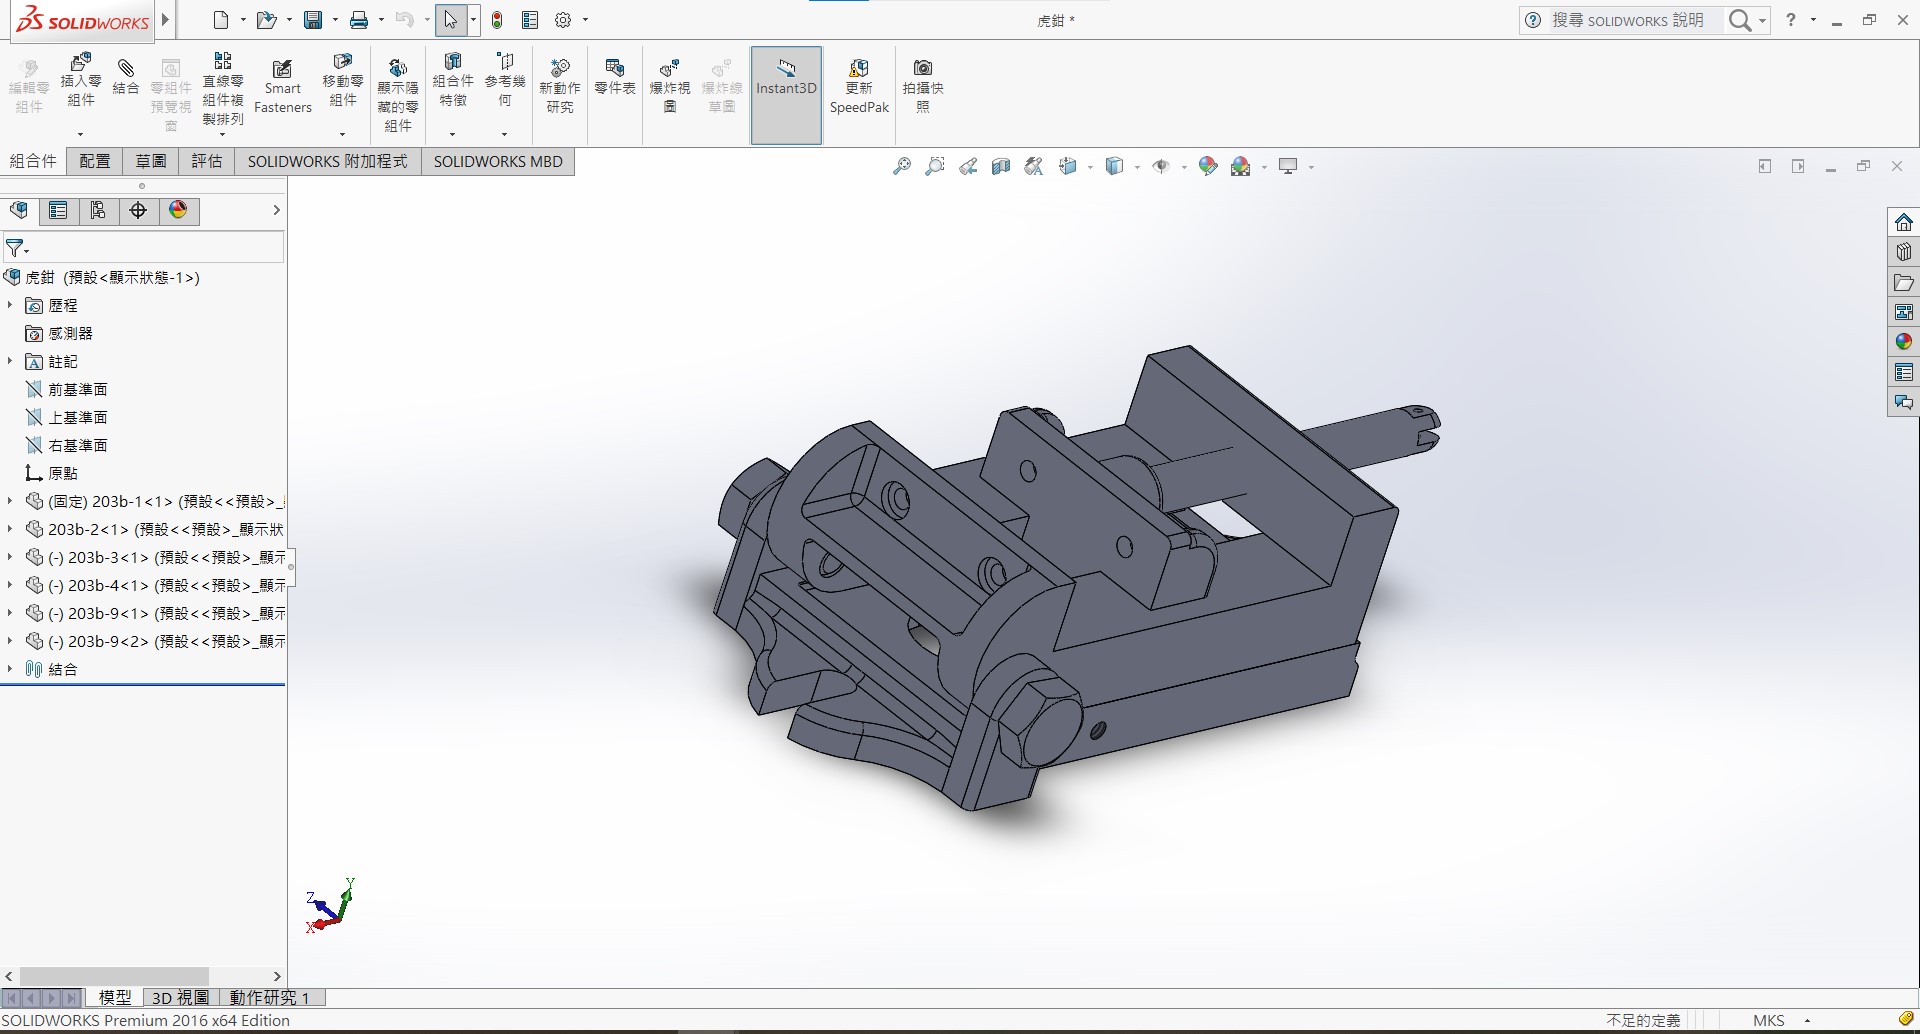 SOLIDWORKS
虎鉗 *
搜尋 SOLIDWORKS 說明
?
編輯零
組件
插入零
組件
結合
零組件
預覽視
窗
直線零
組件複
製排列
Smart
Fasteners
移動零
組件
顯示隱
藏的零
組件
組合件
特徵
參考幾
何
新動作
研究
零件表
爆炸視
圖
爆炸線
草圖
Instant3D
更新
SpeedPak
拍攝快
照
組合件
配置
草圖
評估
SOLIDWORKS 附加程式
SOLIDWORKS MBD
虎鉗 (預設<顯示狀態-1>)
歷程
感測器
註記
前基準面
上基準面
右基準面
原點
(固定) 203b-1<1> (預設<<預設>_
203b-2<1> (預設<<預設>_顯示狀
(-) 203b-3<1> (預設<<預設>_顯示
(-) 203b-4<1> (預設<<預設>_顯示
(-) 203b-9<1> (預設<<預設>_顯示
(-) 203b-9<2> (預設<<預設>_顯示
結合
Y
Z
X
模型
3D 視圖
動作研究 1
SOLIDWORKS Premium 2016 x64 Edition
不足的定義
MKS